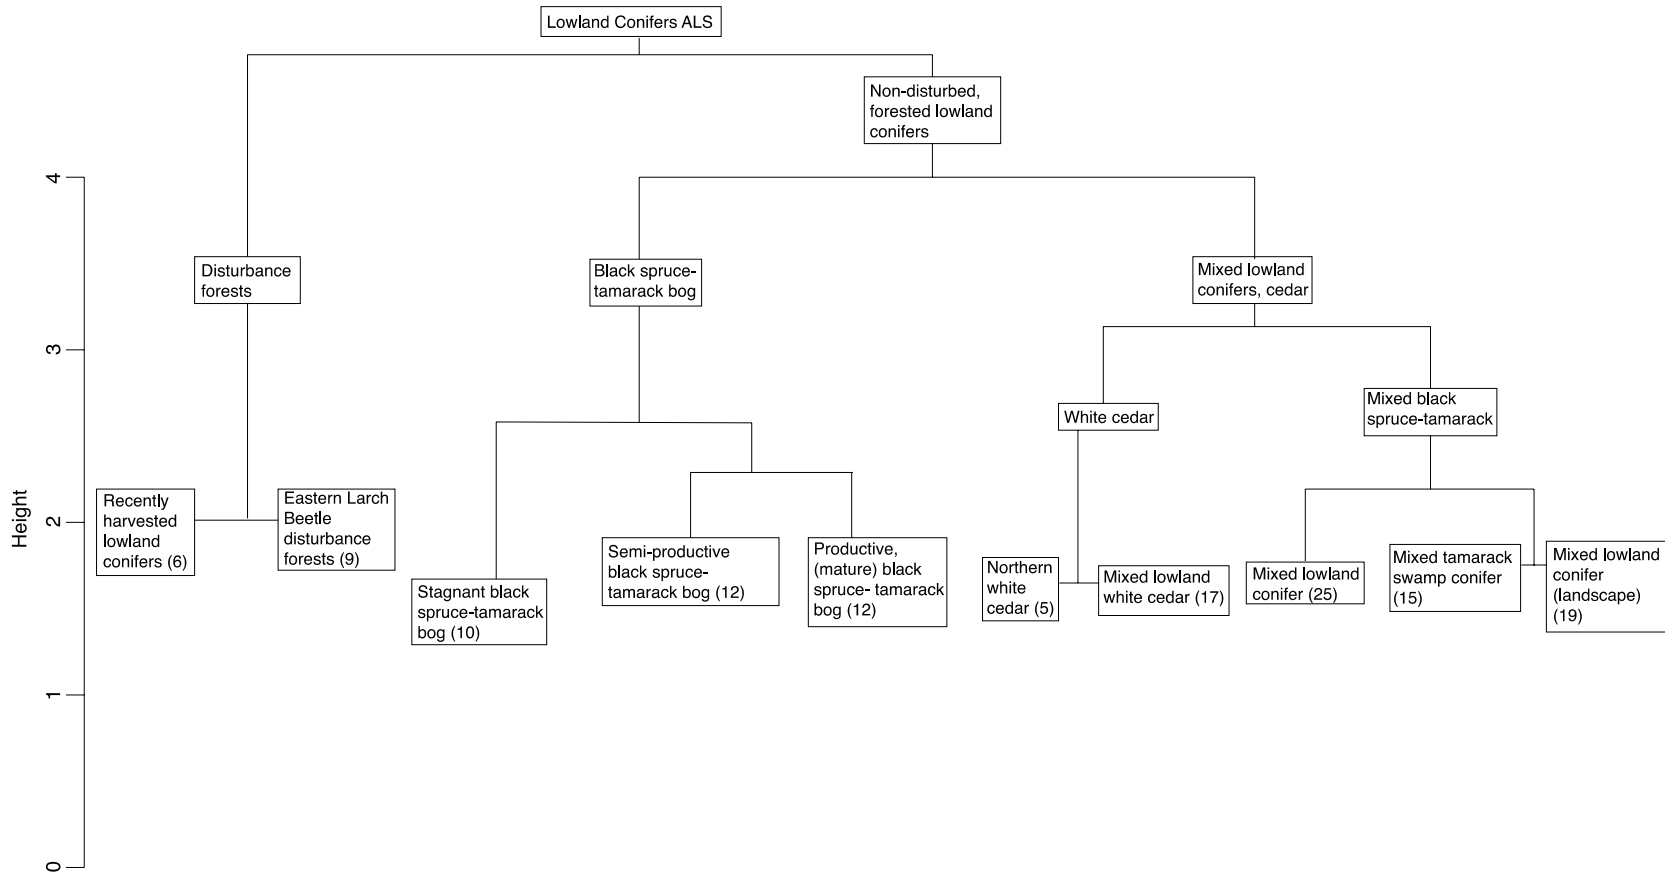 Lowland Conifers ALS
Non-disturbed,
forested lowland
conifers
4
Disturbance
forests
Black spruce-
tamarack bog
Mixed lowland
conifers, cedar
3
White cedar
Mixed black
spruce-tamarack
Height
2
Recently
harvested
lowland
conifers (6)
Eastern Larch
Beetle
disturbance
forests (9)
Stagnant black
spruce-tamarack
bog (10)
Semi-productive
black spruce-
tamarack bog (12)
Productive,
(mature) black
spruce- tamarack
bog (12)
Northern
white
cedar (5)
Mixed lowland
white cedar (17)
Mixed lowland
conifer (25)
Mixed tamarack
swamp conifer
(15)
Mixed lowland
conifer
(landscape)
(19)
1
0